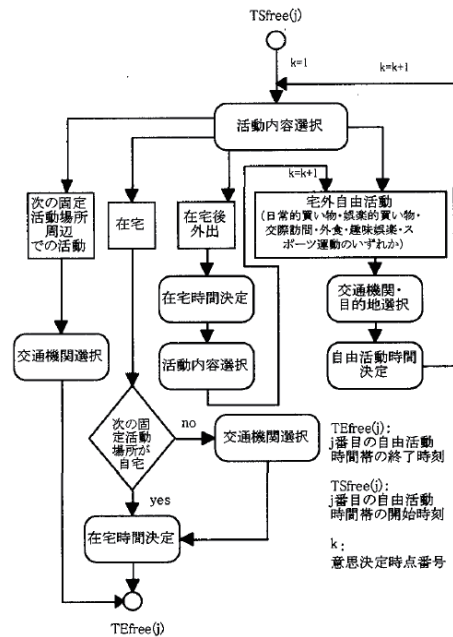 TSfree(j)
k=1
k=k+1
活動内容選択
k=k+1
次の固定
活動場所
周辺
での活動
在宅
在宅後
外出
宅外自由活動
(日常的買い物・娯楽的買い物・
交際訪問・外食・趣味娯楽・ス
ポーツ運動のいずれか)
在宅時間決定
交通機関・
目的地選択
交通機関選択
活動内容選択
自由活動時間
決定
次の固
定活動
場所が
自宅
no
交通機関選択
yes
在宅時間決定
TEfree(j)
TEfree(j):
j番目の自由活動
時間帯の終了時刻
TSfree(j):
j番目の自由活動
時間帯の開始時刻
k:
意思決定時点番号